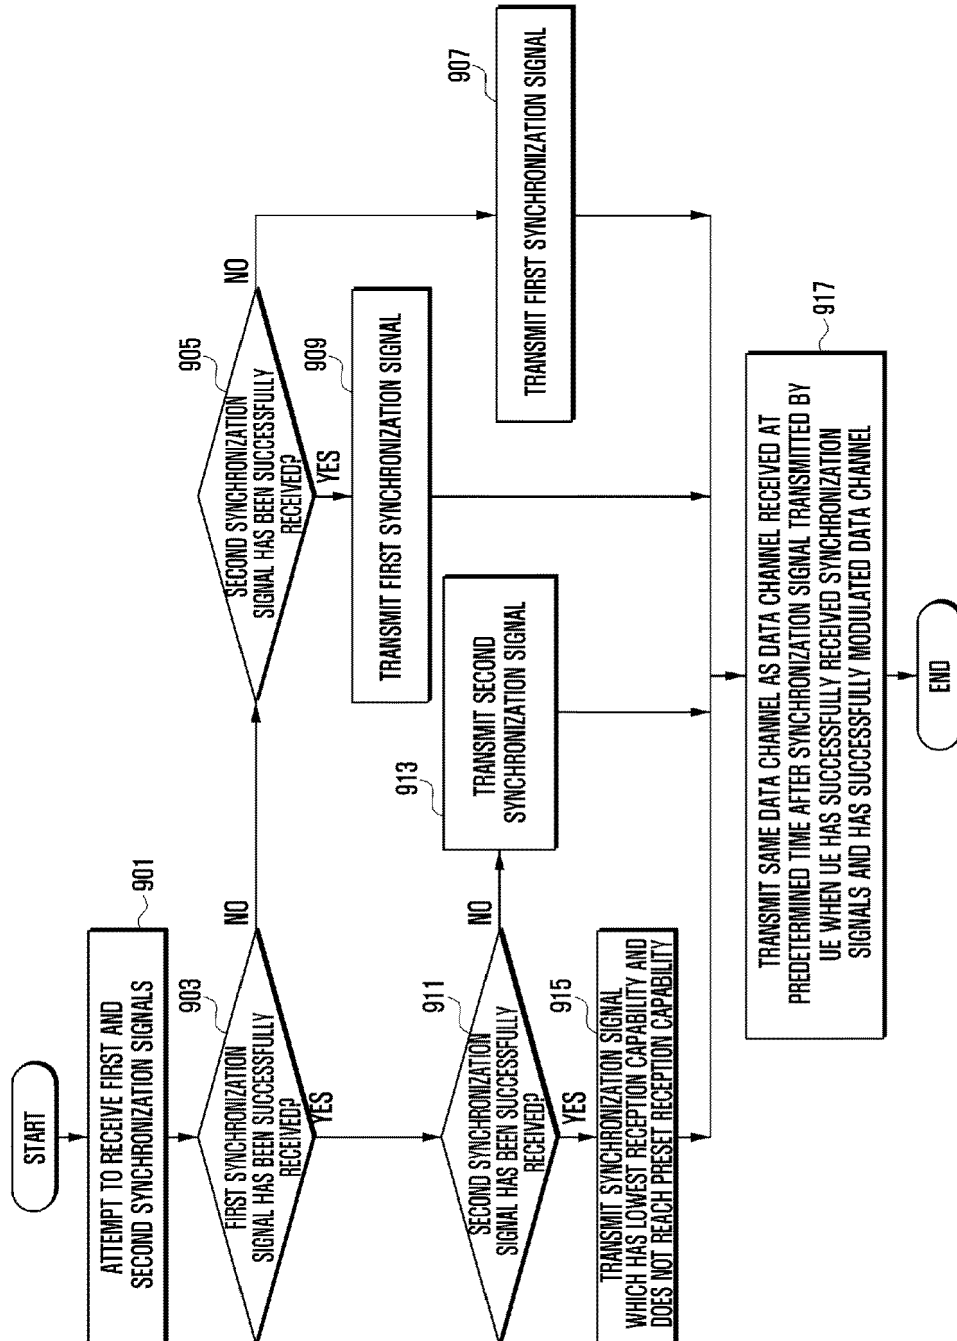 START
ATTEMPT TO RECEIVE FIRST AND
SECOND SYNCHRONIZATION SIGNALS
901
FIRST SYNCHRONIZATION
SIGNAL HAS BEEN SUCCESSFULLY
RECEIVED?
903
NO
YES
SECOND SYNCHRONIZATION
SIGNAL HAS BEEN SUCCESSFULLY
RECEIVED?
905
NO
YES
TRANSMIT FIRST SYNCHRONIZATION SIGNAL
909
TRANSMIT FIRST SYNCHRONIZATION SIGNAL
907
SECOND SYNCHRONIZATION
SIGNAL HAS BEEN SUCCESSFULLY
RECEIVED?
911
NO
YES
TRANSMIT SECOND
SYNCHRONIZATION SIGNAL
913
TRANSMIT SYNCHRONIZATION SIGNAL
WHICH HAS LOWEST RECEPTION CAPABILITY AND
DOES NOT REACH PRESET RECEPTION CAPABILITY
915
TRANSMIT SAME DATA CHANNEL AS DATA CHANNEL RECEIVED AT
PREDETERMINED TIME AFTER SYNCHRONIZATION SIGNAL TRANSMITTED BY
UE WHEN UE HAS SUCCESSFULLY RECEIVED SYNCHRONIZATION
SIGNALS AND HAS SUCCESSFULLY MODULATED DATA CHANNEL
917
END